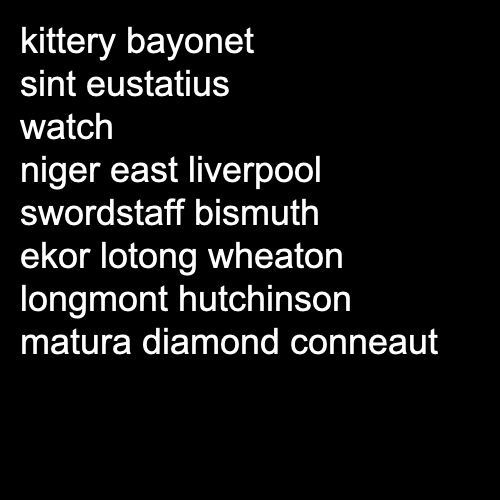 kittery bayonet
sint eustatius
watch
niger east liverpool
swordstaff bismuth
ekor lotong wheaton
longmont hutchinson
matura diamond conneaut